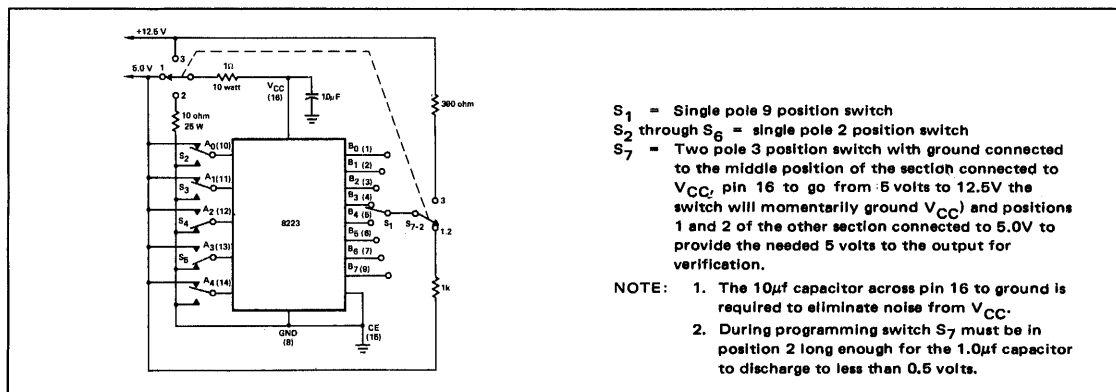 +12.5 V
3
5.0 V
1
1Ω
10 watt
VCC
(16)
1.0µF
2
10 ohm
25 W
390 ohm
A0(10)
S2
A1(11)
S3
A2 (12)
S4
A3(13)
S5
A4 (14)
8223
B0 (1)
B1 (2)
B2 (3)
B3 (4)
B4 (5)
B5 (6)
B6 (7)
B7 (9)
S1
S7-2
3
1.2
1k
GND
(8)
CE
(15)
S1 = Single pole 9 position switch
S2 through S6 = single pole 2 position switch
S7 = Two pole 3 position switch with ground connected
to the middle position of the section connected to
VCC, pin 16 to go from 5 volts to 12.5V the
switch will momentarily ground VCC) and positions
1 and 2 of the other section connected to 5.0V to
provide the needed 5 volts to the output for
verification.
NOTE: 1. The 10µf capacitor across pin 16 to ground is
required to eliminate noise from VCC.
2. During programming switch S7 must be in
position 2 long enough for the 1.0µf capacitor
to discharge to less than 0.5 volts.